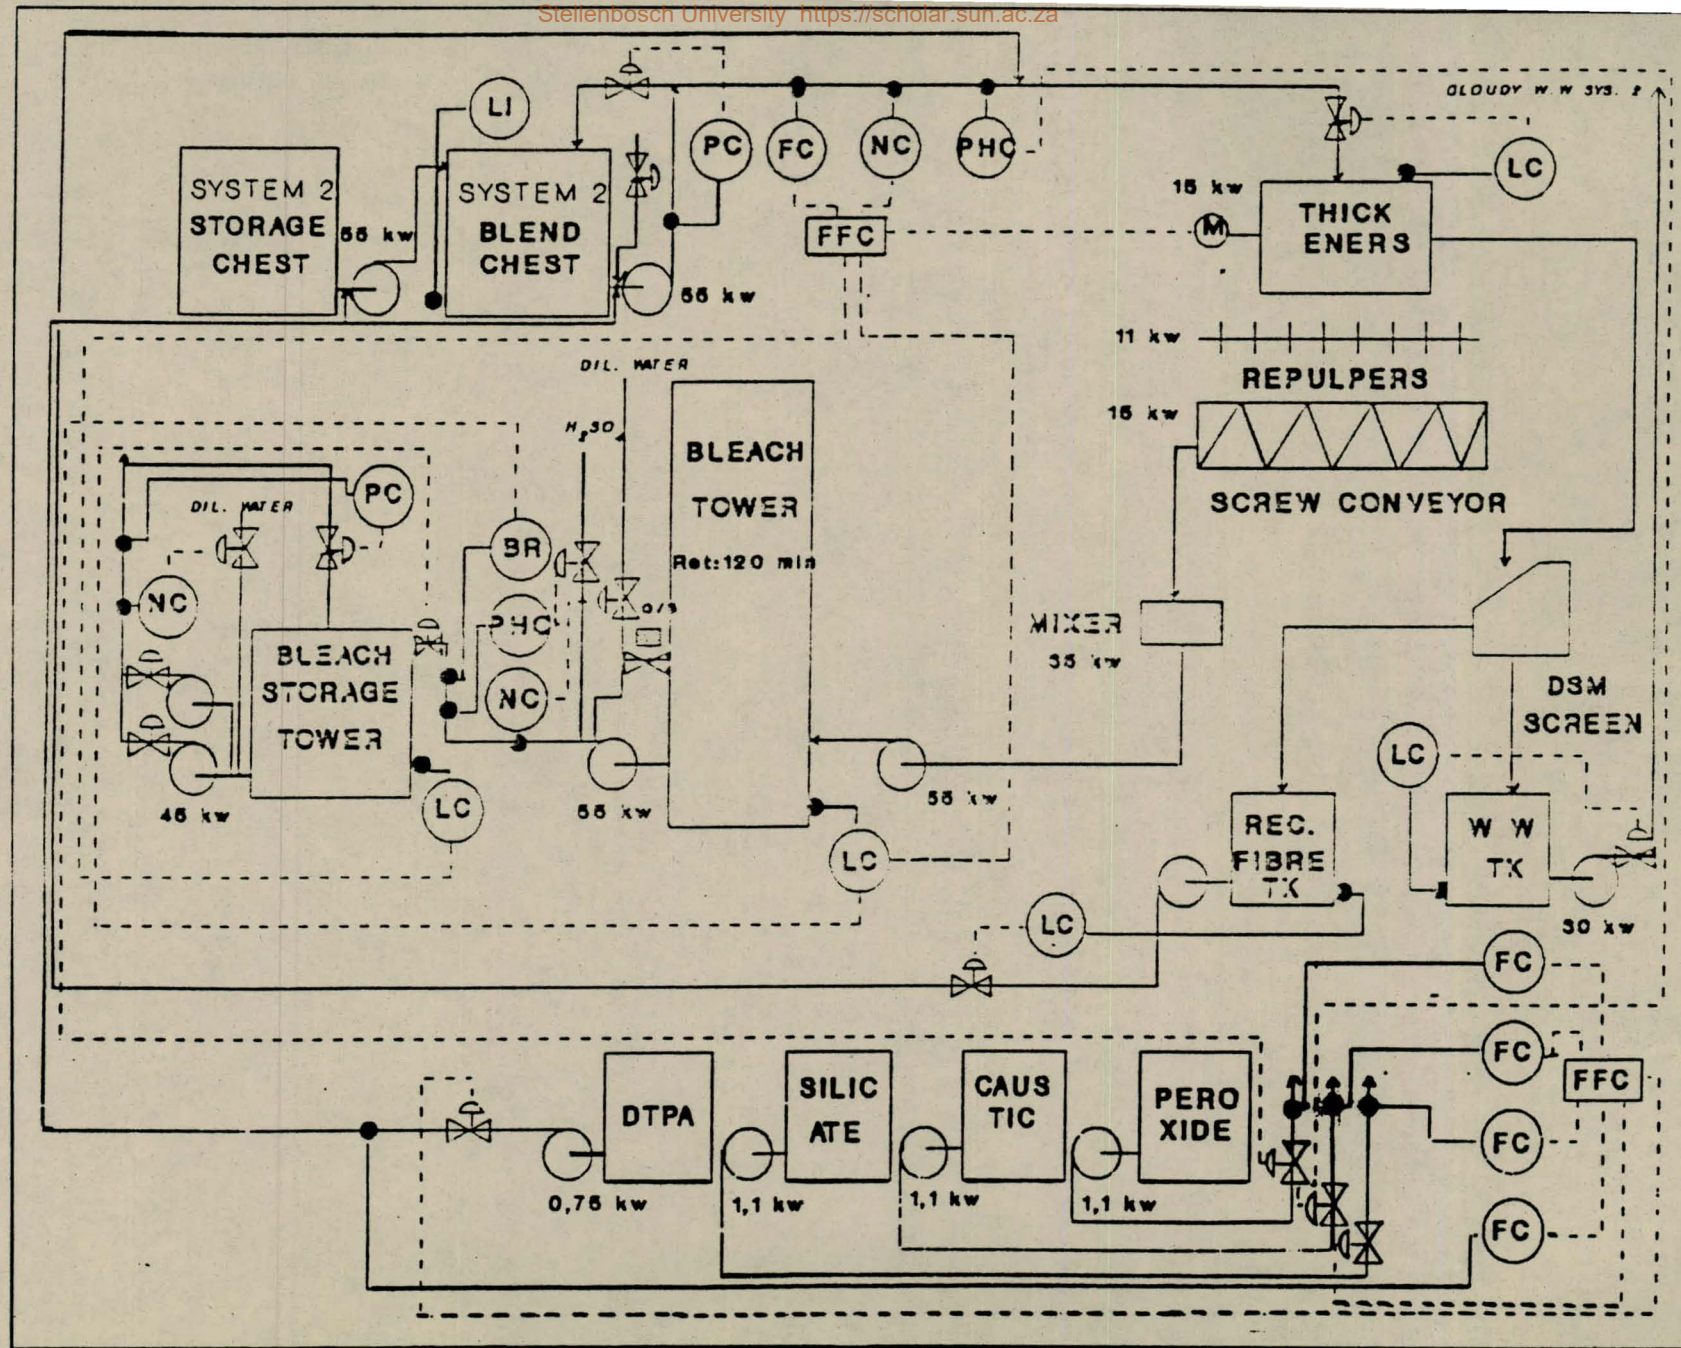 Stellenbosch University https://scholar.sun.ac.za
CLOUDY W.W SYS. 2
LI
PC
FC
NC
PHC
LC
15 kw
SYSTEM 2
STORAGE
CHEST
55 kw
SYSTEM 2
BLEND
CHEST
55 kw
FFC
M
THICK
ENERS
11 kw
REPULPERS
15 kw
SCREW CONVEYOR
DIL. WATER
H2SO4
BLEACH
TOWER
Ret:120 min
PC
DIL. WATER
NC
BR
PHC
NC
BLEACH
STORAGE
TOWER
45 kw
LC
55 kw
55 kw
LC
MIXER
35 kw
DSM
SCREEN
LC
REC.
FIBRE
TK
W W
TK
30 kw
LC
FC
FC
FFC
FC
FC
DTPA
0,75 kw
SILIC
ATE
1,1 kw
CAUS
TIC
1,1 kw
PERO
XIDE
1,1 kw